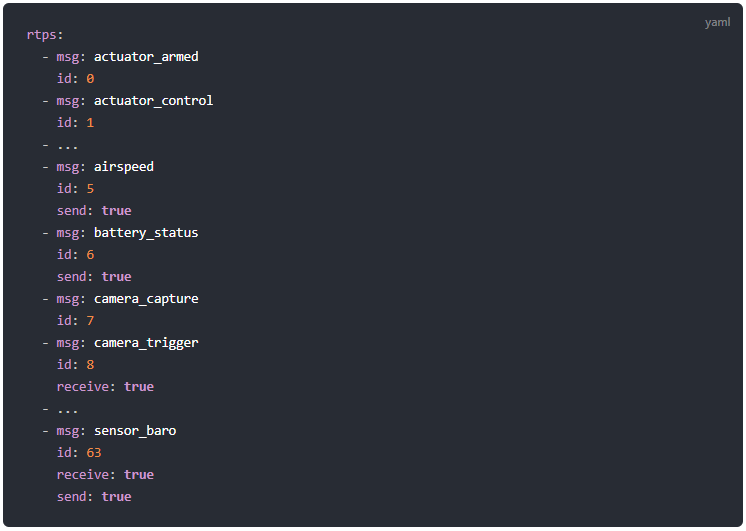 yaml
rtps:
- msg: actuator_armed
id: 0
- msg: actuator_control
id: 1
- ...
- msg: airspeed
id: 5
send: true
- msg: battery_status
id: 6
send: true
- msg: camera_capture
id: 7
- msg: camera_trigger
id: 8
receive: true
- ...
- msg: sensor_baro
id: 63
receive: true
send: true